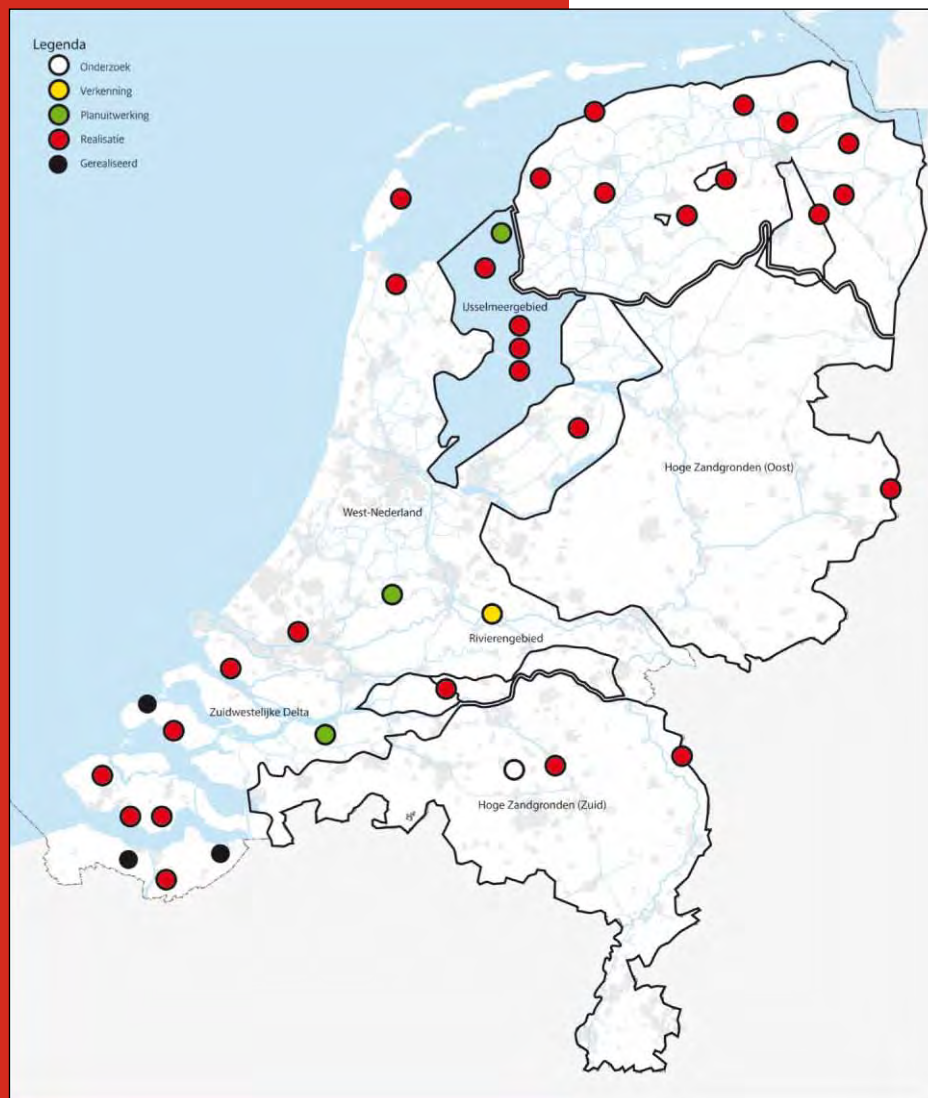 Legenda
Onderzoek
Verkenning
Planuitwerking
Realisatie
Gerealiseerd
IJsselmeergebied
Hoge Zandgronden (Oost)
West-Nederland
Rivierengebied
Zuidwestelijke Delta
Hoge Zandgronden (Zuid)